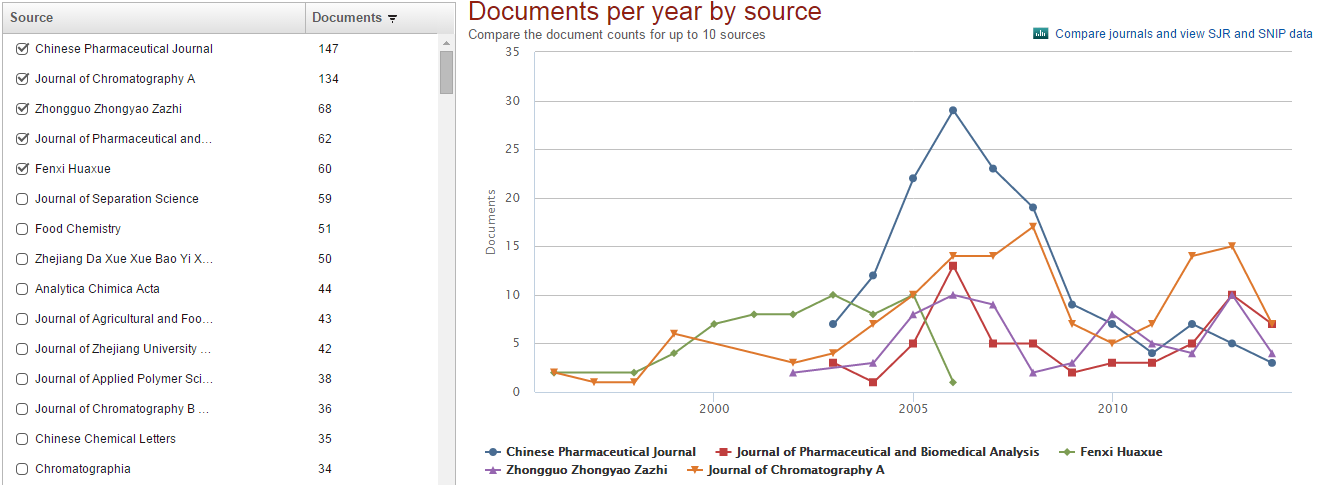 Source Documents
Chinese Pharmaceutical Journal 147
Journal of Chromatography A 134
Zhongguo Zhongyao Zazhi 68
Journal of Pharmaceutical and... 62
Fenxi Huaxue 60
Journal of Separation Science 59
Food Chemistry 51
Zhejiang Da Xue Xue Bao Yi X... 50
Analytica Chimica Acta 44
Journal of Agricultural and Foo... 43
Journal of Zhejiang University ... 42
Journal of Applied Polymer Sci... 38
Journal of Chromatography B ... 36
Chinese Chemical Letters 35
Chromatographia 34
Documents per year by source
Compare the document counts for up to 10 sources
Compare journals and view SJR and SNIP data
35
30
25
20
15
10
5
0
Documents
2000 2005 2010
Chinese Pharmaceutical Journal Journal of Pharmaceutical and Biomedical Analysis Fenxi Huaxue
Zhongguo Zhongyao Zazhi Journal of Chromatography A